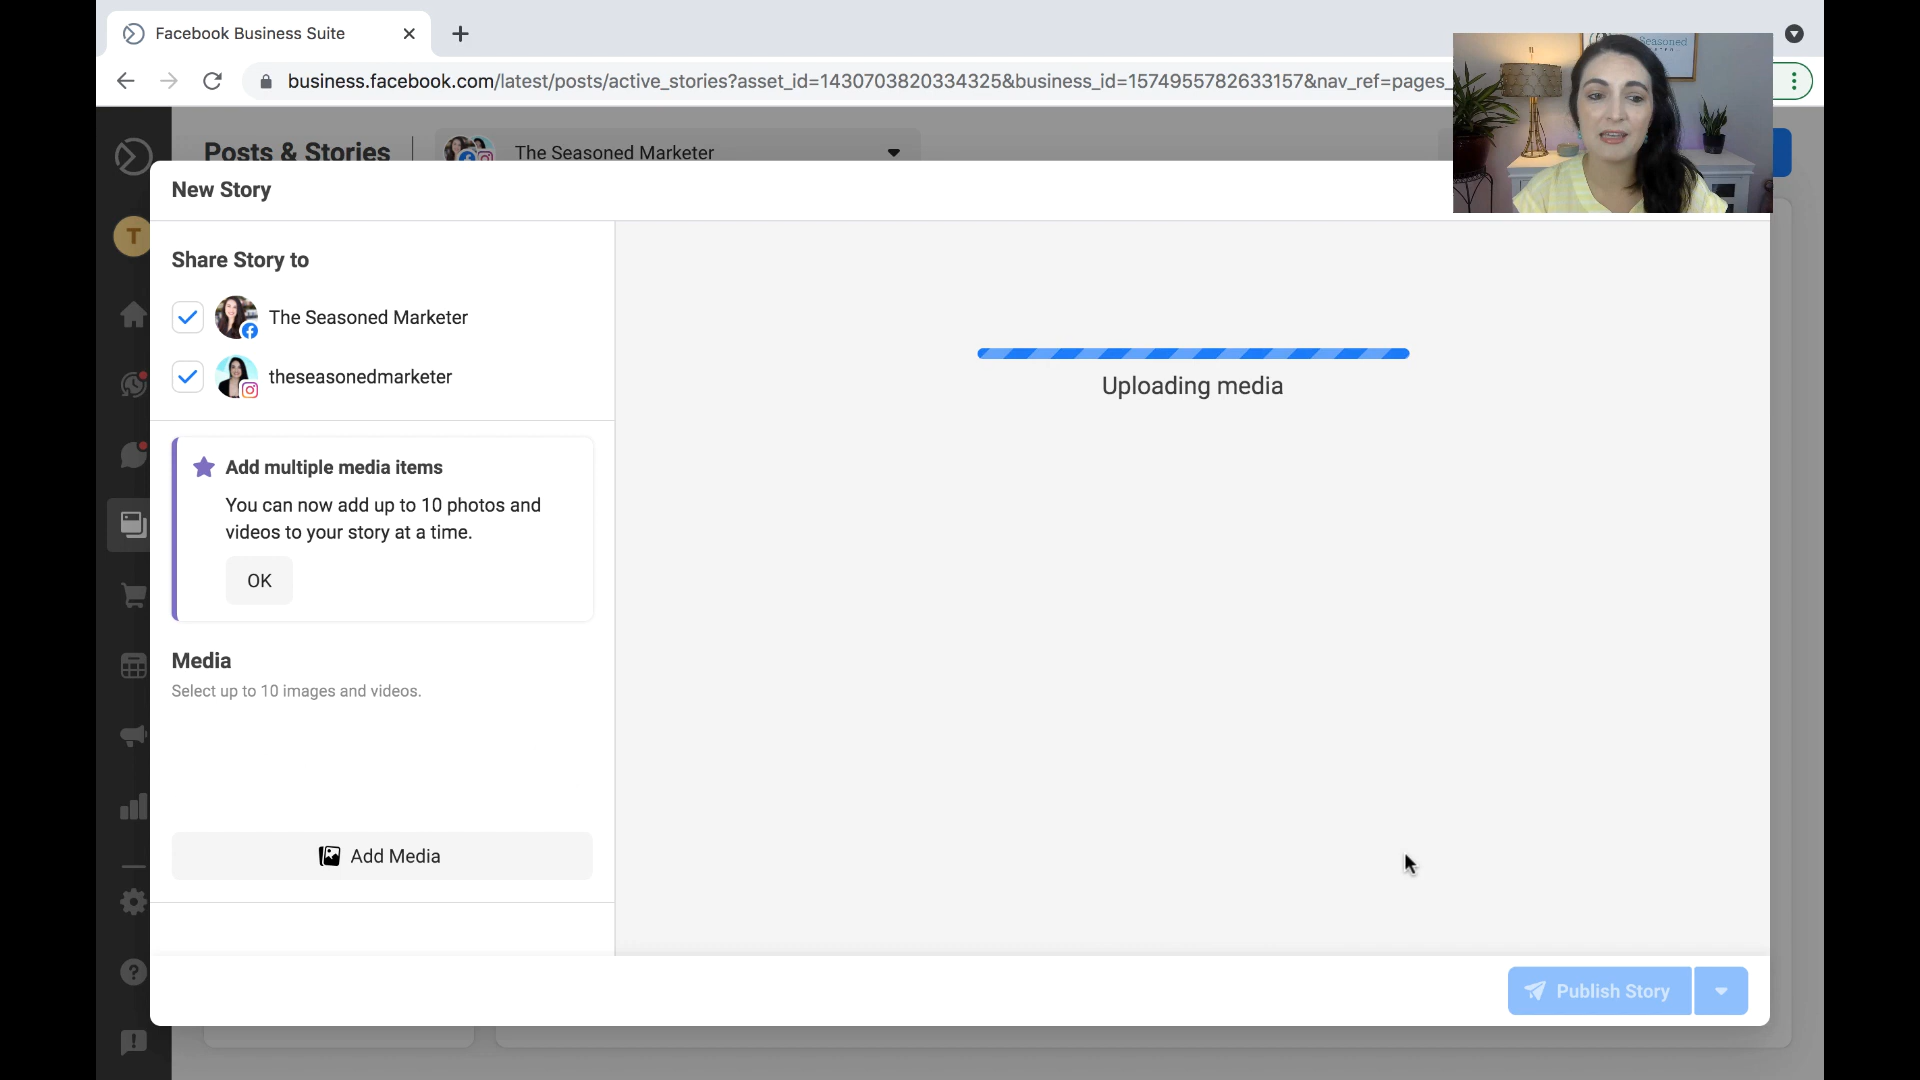 Facebook Business Suite
business.facebook.com/latest/posts/active_stories?asset_id=1430703820334325&business_id=1574955782633157&nav_ref=pages_
Seasoned
Posts & Stories
The Seasoned Marketer
New Story
T
Share Story to
The Seasoned Marketer
theseasonedmarketer
Uploading media
Add multiple media items
You can now add up to 10 photos and
videos to your story at a time.
OK
Media
Select up to 10 images and videos.
Add Media
Publish Story